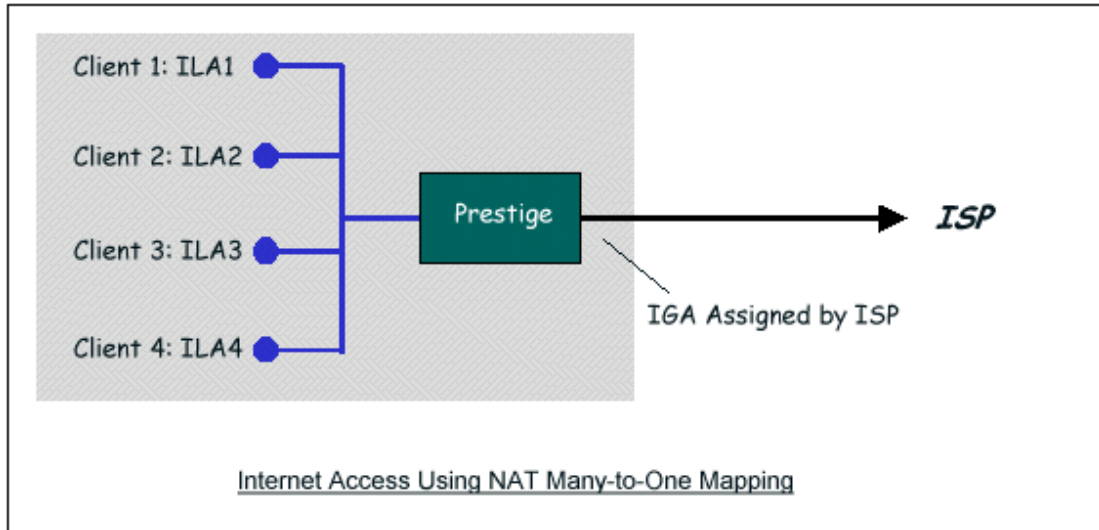 Client 1: ILA1
Client 2: ILA2
Client 3: ILA3
Client 4: ILA4
Prestige
ISP
IGA Assigned by ISP
Internet Access Using NAT Many-to-One Mapping